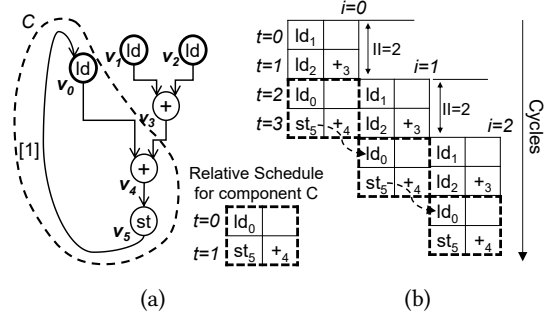 C
(a)
ld
ld
ld
v0
v1
v2
+
v3
[1]
+
v4
st
v5
Relative Schedule
for component C
t=0
ld0
t=1
st5
+4
(b)
i=0
t=0
ld1
II=2
t=1
ld2
+3
i=1
t=2
ld0
ld1
II=2
t=3
st5
+4
ld2
+3
i=2
ld0
ld1
st5
+4
ld2
+3
ld0
st5
+4
Cycles
(a)
(b)